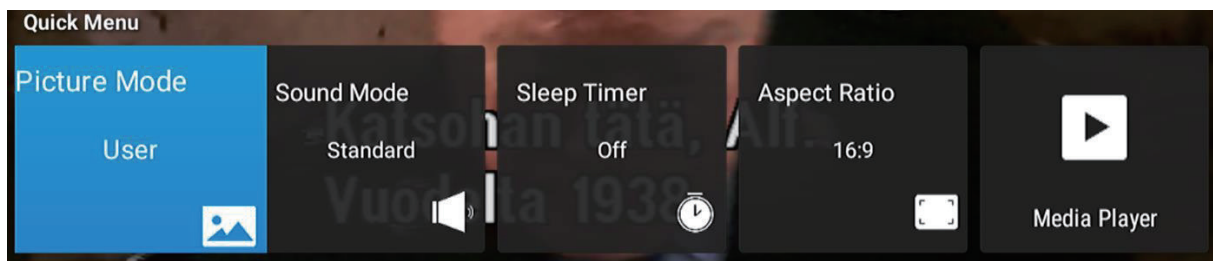 Quick Menu
Picture Mode
User
Sound Mode
Standard
Sleep Timer
Off
Aspect Ratio
16:9
Media Player
Katsohan tätä, Alf
Vuodelta 1938